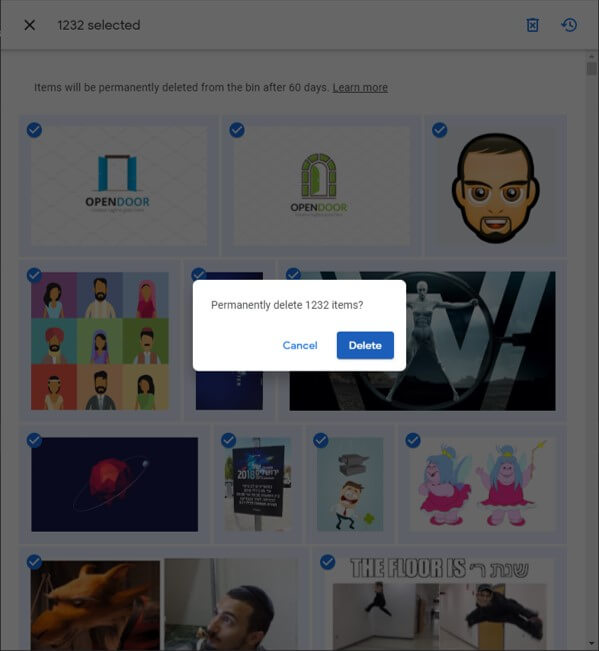 1232 selected
Items will be permanently deleted from the bin after 60 days. Learn more
OPENDOOR
OPENDOOR
Permanently delete 1232 items?
Cancel
Delete
2018
THE FLOOR IS שנת ר'